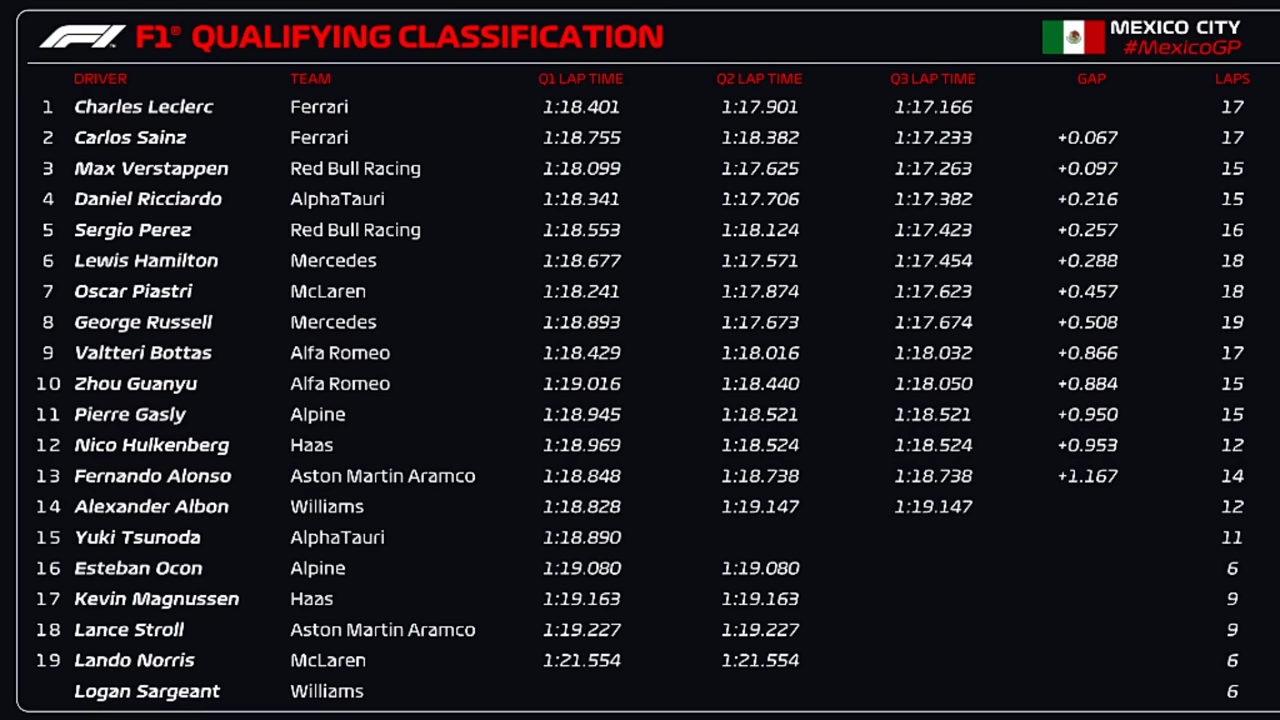 F1® QUALIFYING CLASSIFICATION
MEXICO CITY
#MexicoGP
DRIVER TEAM Q1 LAP TIME Q2 LAP TIME Q3 LAP TIME GAP LAPS
1 Charles Leclerc Ferrari 1:18.401 1:17.901 1:17.166 17
2 Carlos Sainz Ferrari 1:18.755 1:18.382 1:17.233 +0.067 17
3 Max Verstappen Red Bull Racing 1:18.099 1:17.625 1:17.263 +0.097 15
4 Daniel Ricciardo AlphaTauri 1:18.341 1:17.706 1:17.382 +0.216 15
5 Sergio Perez Red Bull Racing 1:18.553 1:18.124 1:17.423 +0.257 16
6 Lewis Hamilton Mercedes 1:18.677 1:17.571 1:17.454 +0.288 18
7 Oscar Piastri McLaren 1:18.241 1:17.874 1:17.623 +0.457 18
8 George Russell Mercedes 1:18.893 1:17.673 1:17.674 +0.508 19
9 Valtteri Bottas Alfa Romeo 1:18.429 1:18.016 1:18.032 +0.866 17
10 Zhou Guanyu Alfa Romeo 1:19.016 1:18.440 1:18.050 +0.884 15
11 Pierre Gasly Alpine 1:18.945 1:18.521 1:18.521 +0.950 15
12 Nico Hulkenberg Haas 1:18.969 1:18.524 1:18.524 +0.953 12
13 Fernando Alonso Aston Martin Aramco 1:18.848 1:18.738 1:18.738 +1.167 14
14 Alexander Albon Williams 1:18.828 1:19.147 1:19.147 12
15 Yuki Tsunoda AlphaTauri 1:18.890 11
16 Esteban Ocon Alpine 1:19.080 1:19.080 6
17 Kevin Magnussen Haas 1:19.163 1:19.163 9
18 Lance Stroll Aston Martin Aramco 1:19.227 1:19.227 9
19 Lando Norris McLaren 1:21.554 1:21.554 6
Logan Sargeant Williams 6